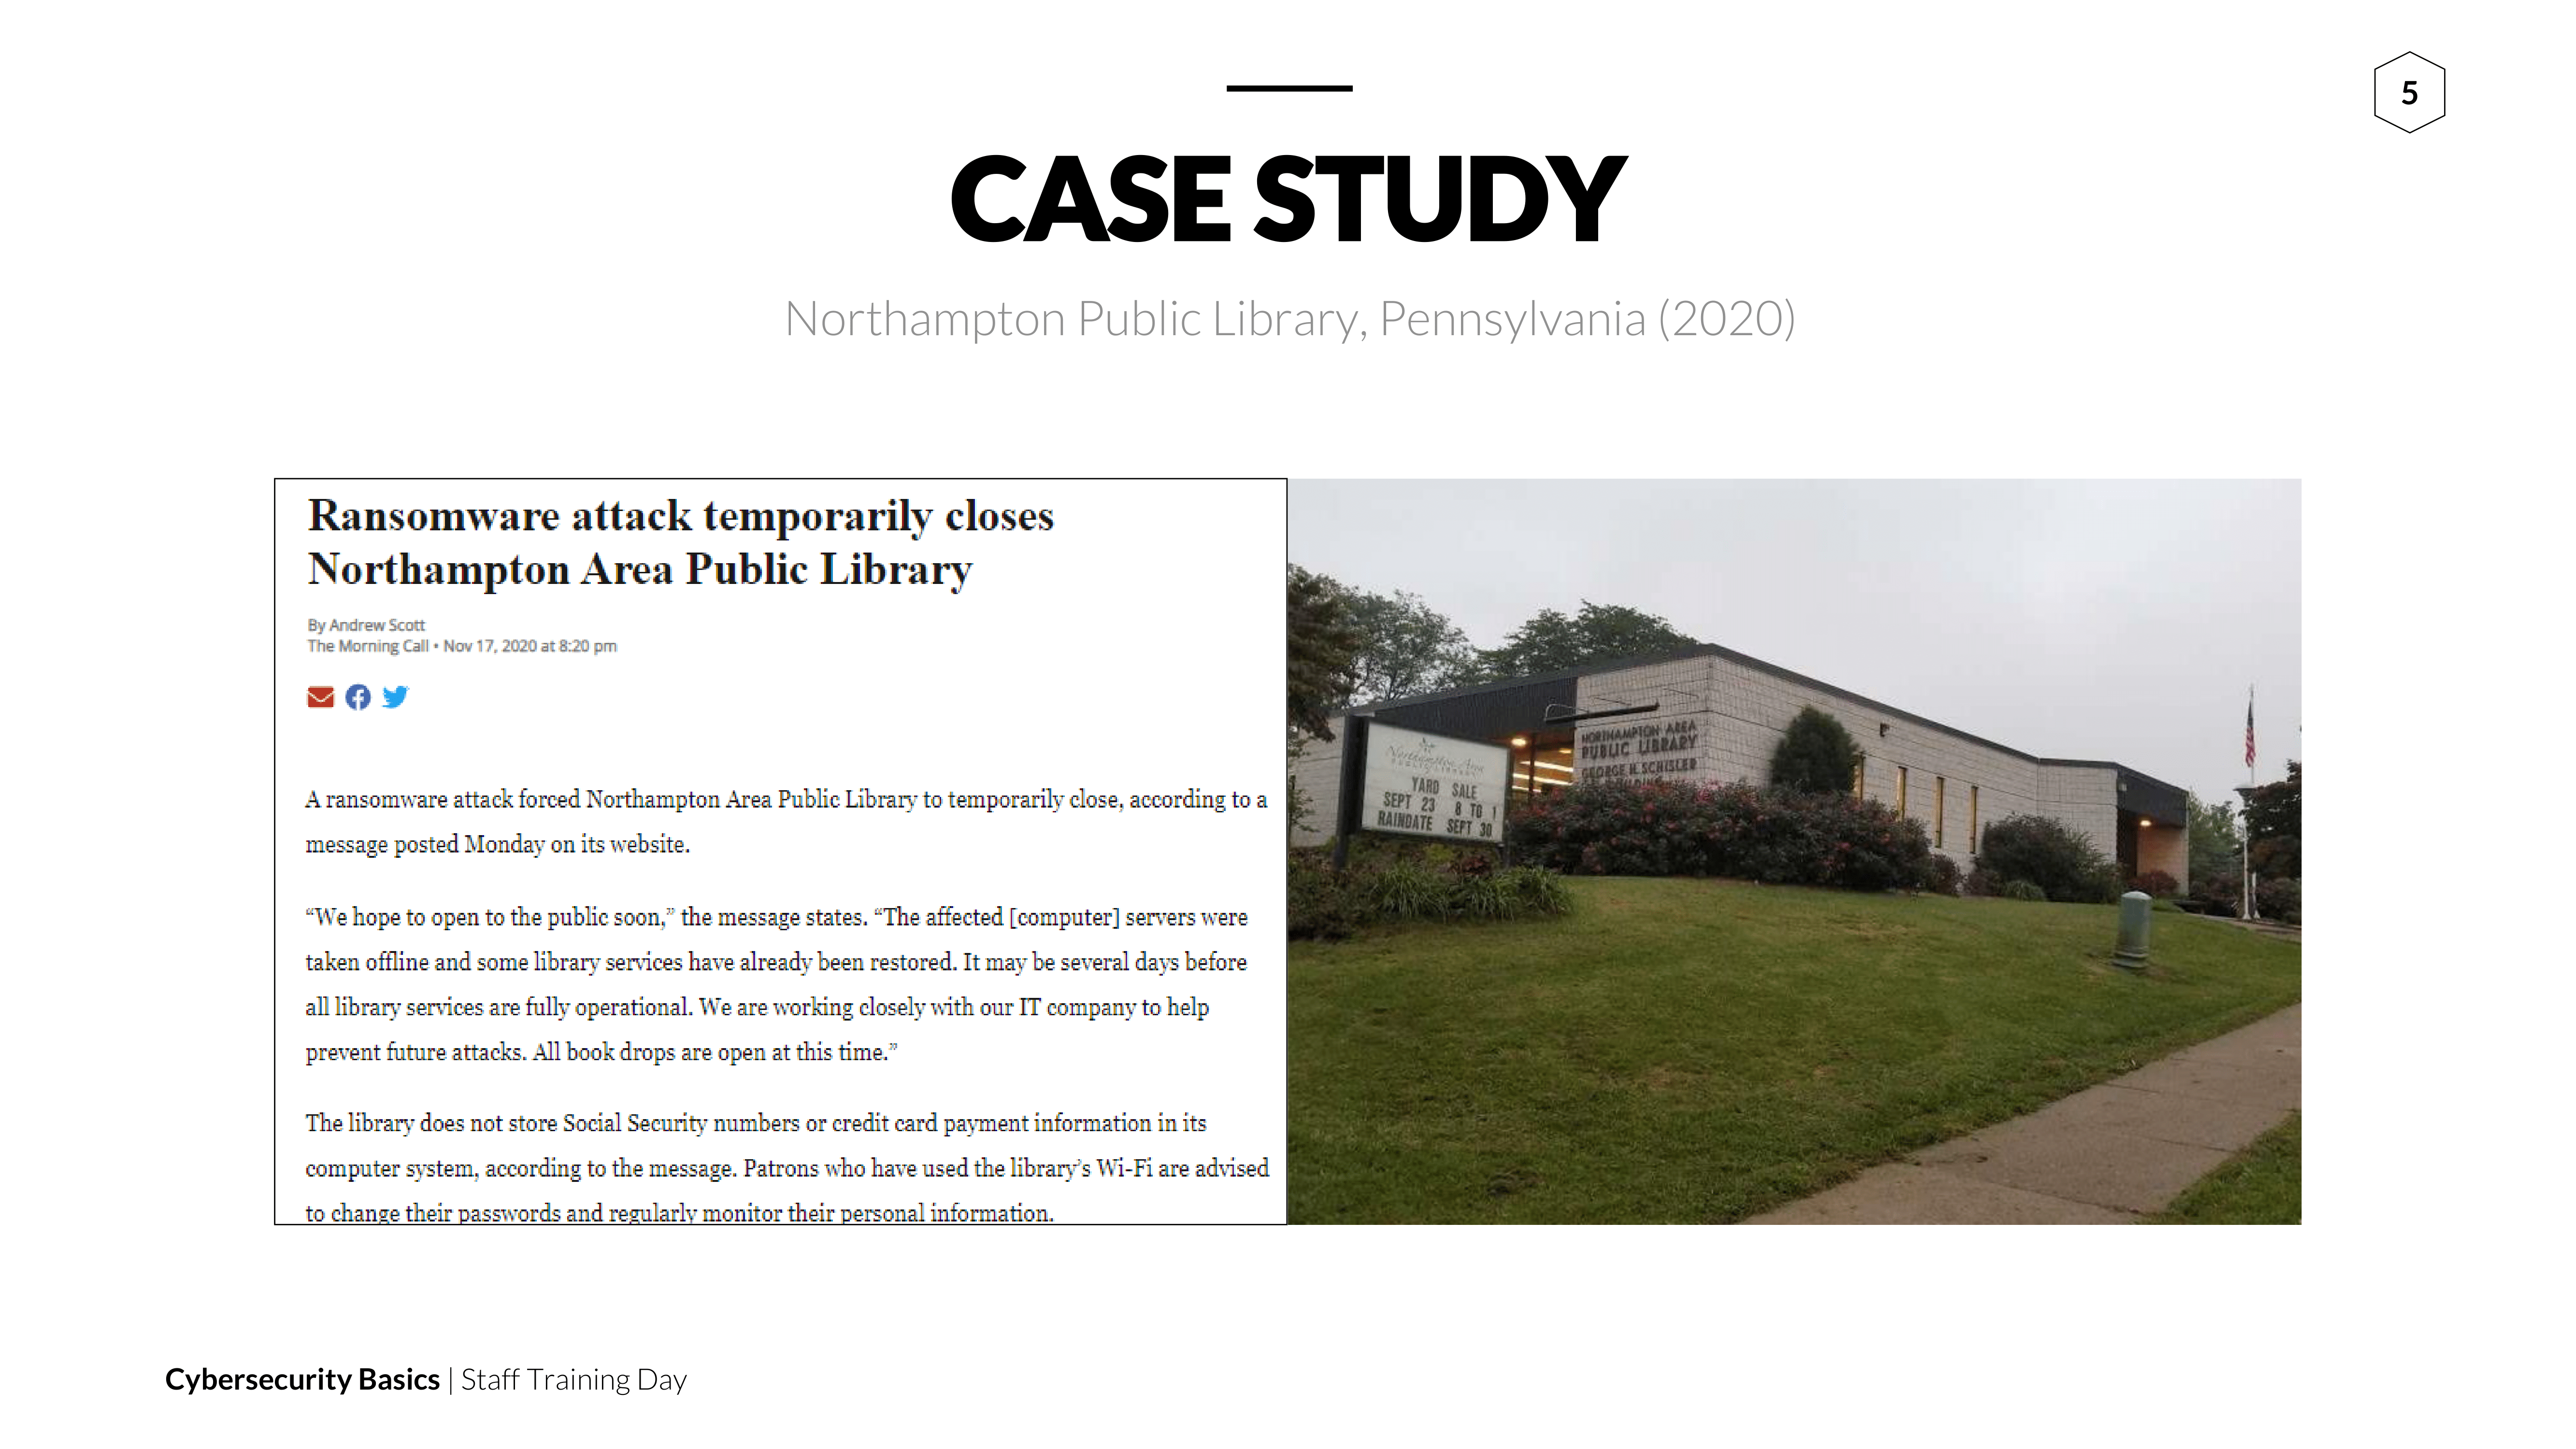 5
CASE STUDY
Northampton Public Library, Pennsylvania (2020)
Ransomware attack temporarily closes
Northampton Area Public Library
By Andrew Scott
The Morning Call • Nov 17, 2020 at 8:20 pm
A ransomware attack forced Northampton Area Public Library to temporarily close, according to a
message posted Monday on its website.
“We hope to open to the public soon,” the message states. “The affected [computer] servers were
taken offline and some library services have already been restored. It may be several days before
all library services are fully operational. We are working closely with our IT company to help
prevent future attacks. All book drops are open at this time.”
The library does not store Social Security numbers or credit card payment information in its
computer system, according to the message. Patrons who have used the library’s Wi-Fi are advised
to change their passwords and regularly monitor their personal information.
Northampton Area
PUBLIC LIBRARY
YARD SALE
SEPT 23 8 TO 1
RAINDATE SEPT 30
NORTHAMPTON AREA
PUBLIC LIBRARY
GEORGE H. SCHISLER
Cybersecurity Basics | Staff Training Day